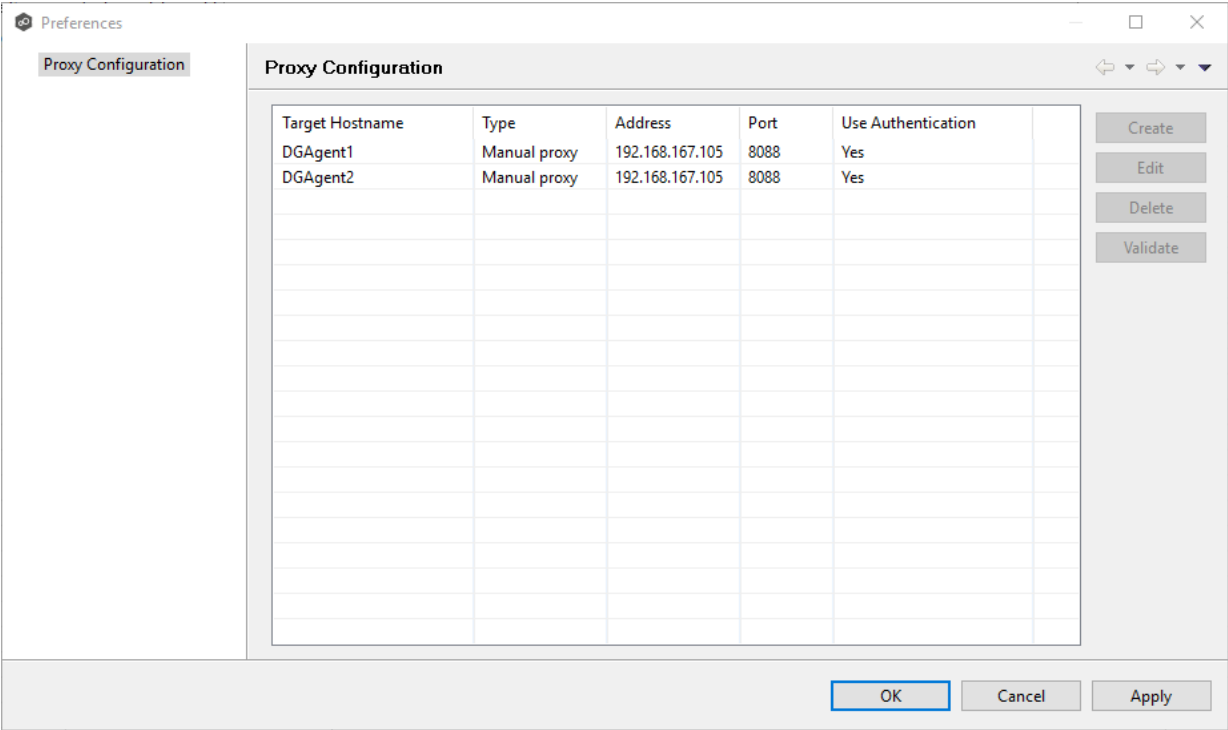 Preferences
Proxy Configuration
Proxy Configuration
Target Hostname Type Address Port Use Authentication
DGAgent1 Manual proxy 192.168.167.105 8088 Yes
DGAgent2 Manual proxy 192.168.167.105 8088 Yes
Create
Edit
Delete
Validate
OK Cancel Apply